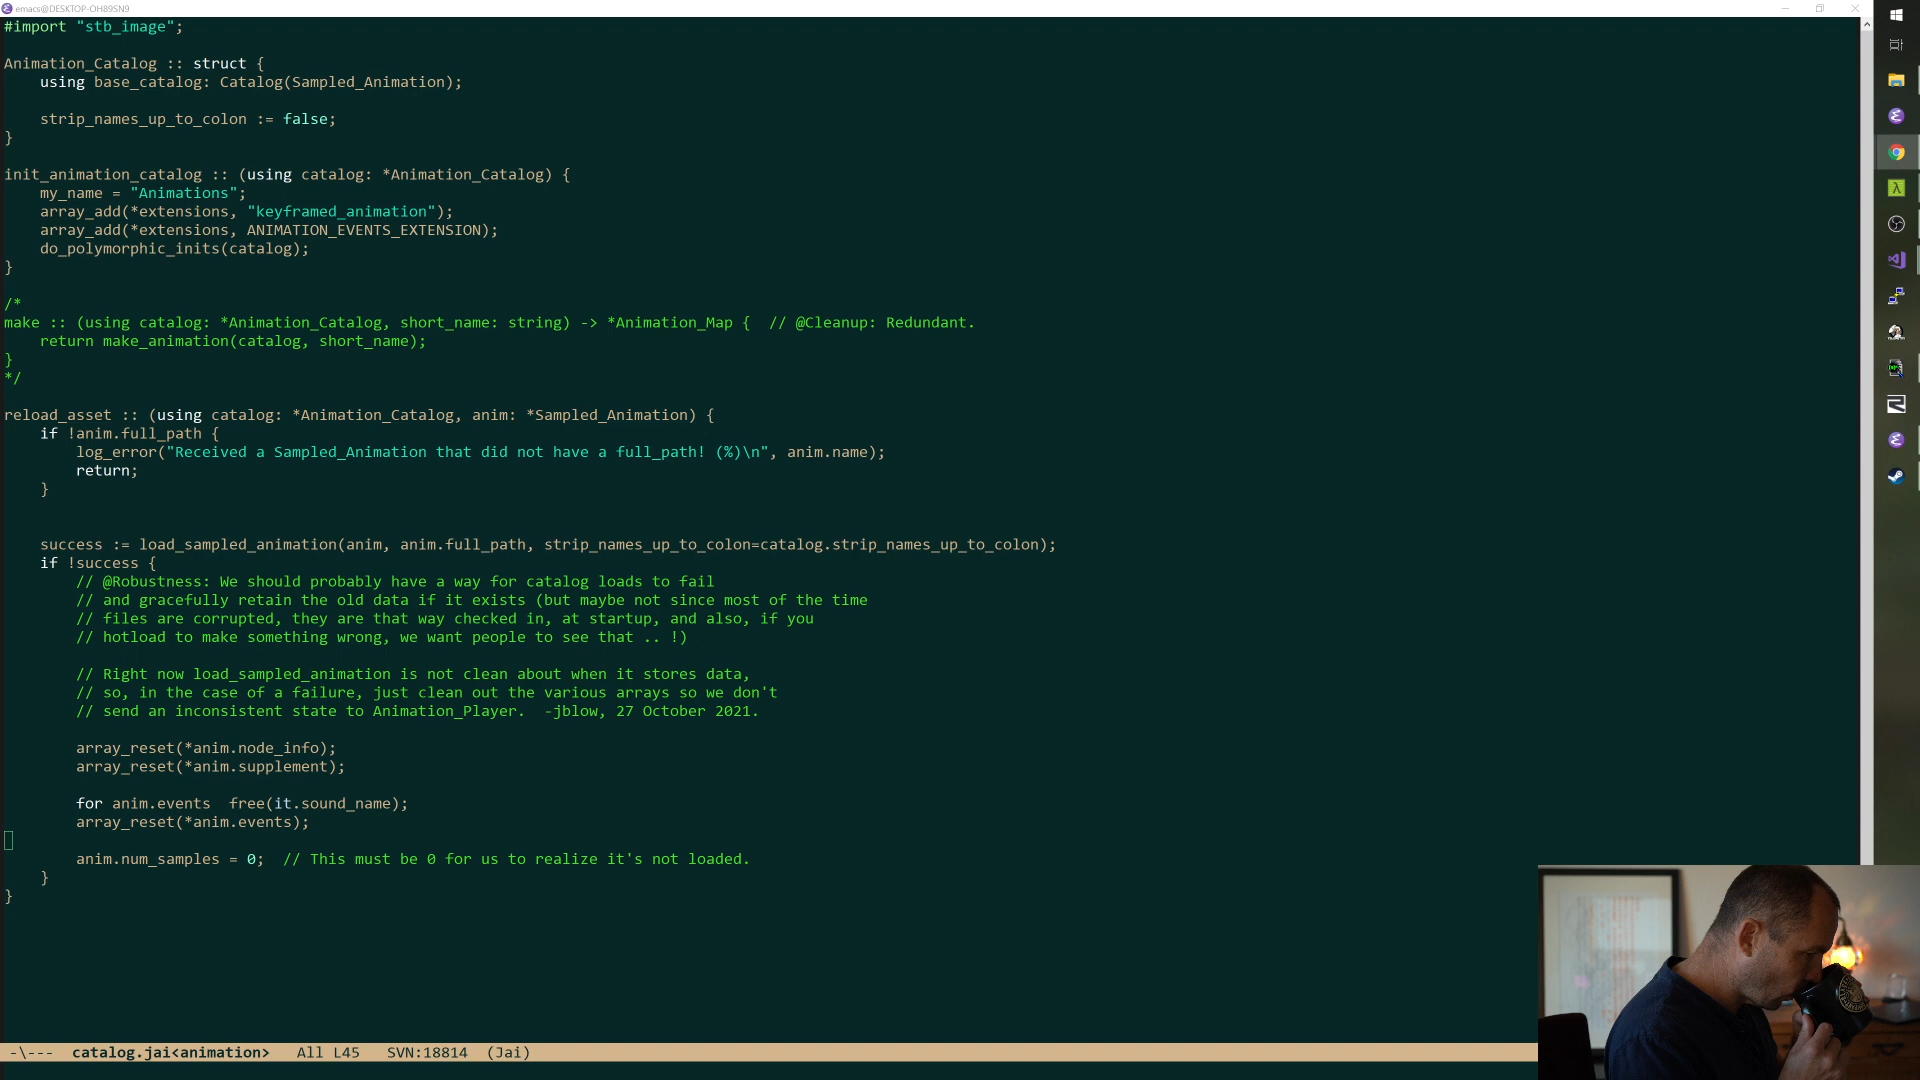 emacs@DESKTOP-OH89SN9
#import "stb_image";
Animation_Catalog :: struct {
    using base_catalog: Catalog(Sampled_Animation);
    strip_names_up_to_colon := false;
}
init_animation_catalog :: (using catalog: *Animation_Catalog) {
    my_name = "Animations";
    array_add(*extensions, "keyframed_animation");
    array_add(*extensions, ANIMATION_EVENTS_EXTENSION);
    do_polymorphic_inits(catalog);
}
/*
make :: (using catalog: *Animation_Catalog, short_name: string) -> *Animation_Map {  // @Cleanup: Redundant.
    return make_animation(catalog, short_name);
}
*/
reload_asset :: (using catalog: *Animation_Catalog, anim: *Sampled_Animation) {
    if !anim.full_path {
        log_error("Received a Sampled_Animation that did not have a full_path! (%)\n", anim.name);
        return;
    }
    success := load_sampled_animation(anim, anim.full_path, strip_names_up_to_colon=catalog.strip_names_up_to_colon);
    if !success {
        // @Robustness: We should probably have a way for catalog loads to fail
        // and gracefully retain the old data if it exists (but maybe not since most of the time
        // files are corrupted, they are that way checked in, at startup, and also, if you
        // hotload to make something wrong, we want people to see that .. !)
        // Right now load_sampled_animation is not clean about when it stores data,
        // so, in the case of a failure, just clean out the various arrays so we don't
        // send an inconsistent state to Animation_Player.  -jblow, 27 October 2021.
        array_reset(*anim.node_info);
        array_reset(*anim.supplement);
        for anim.events  free(it.sound_name);
        array_reset(*anim.events);
        anim.num_samples = 0;  // This must be 0 for us to realize it's not loaded.
    }
}
-\---  catalog.jai<animation>   All L45   SVN:18814  (Jai)